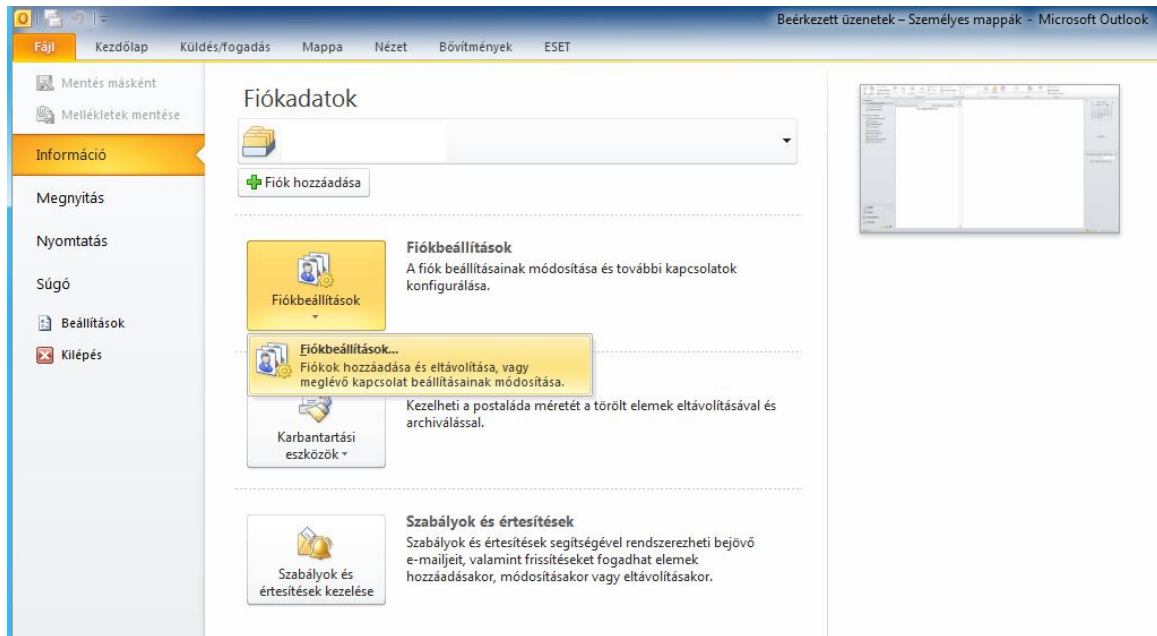 Beérkezett üzenetek – Személyes mappák - Microsoft Outlook
Fájl Kezdőlap Küldés/fogadás Mappa Nézet Bővítmények ESET
Mentés másként
Mellékletek mentése
Információ
Megnyitás
Nyomtatás
Súgó
Beállítások
Kilépés
Fiókadatok
Fiók hozzáadása
Fiókbeállítások
Fiókbeállítások
A fiók beállításainak módosítása és további kapcsolatok
konfigurálása.
Fiókbeállítások...
Fiókok hozzáadása és eltávolítása, vagy
meglévő kapcsolat beállításainak módosítása.
Karbantartási
eszközök
Kezelheti a postaláda méretét a törölt elemek eltávolításával és
archiválással.
Szabályok és
értesítések kezelése
Szabályok és értesítések
Szabályok és értesítések segítségével rendszerezheti bejövő
e-mailjeit, valamint frissítéseket fogadhat elemek
hozzáadásakor, módosításakor vagy eltávolításakor.